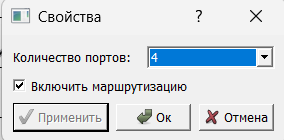 Свойства ?
Количество портов: 4
Включить маршрутизацию
Применить Ок Отмена